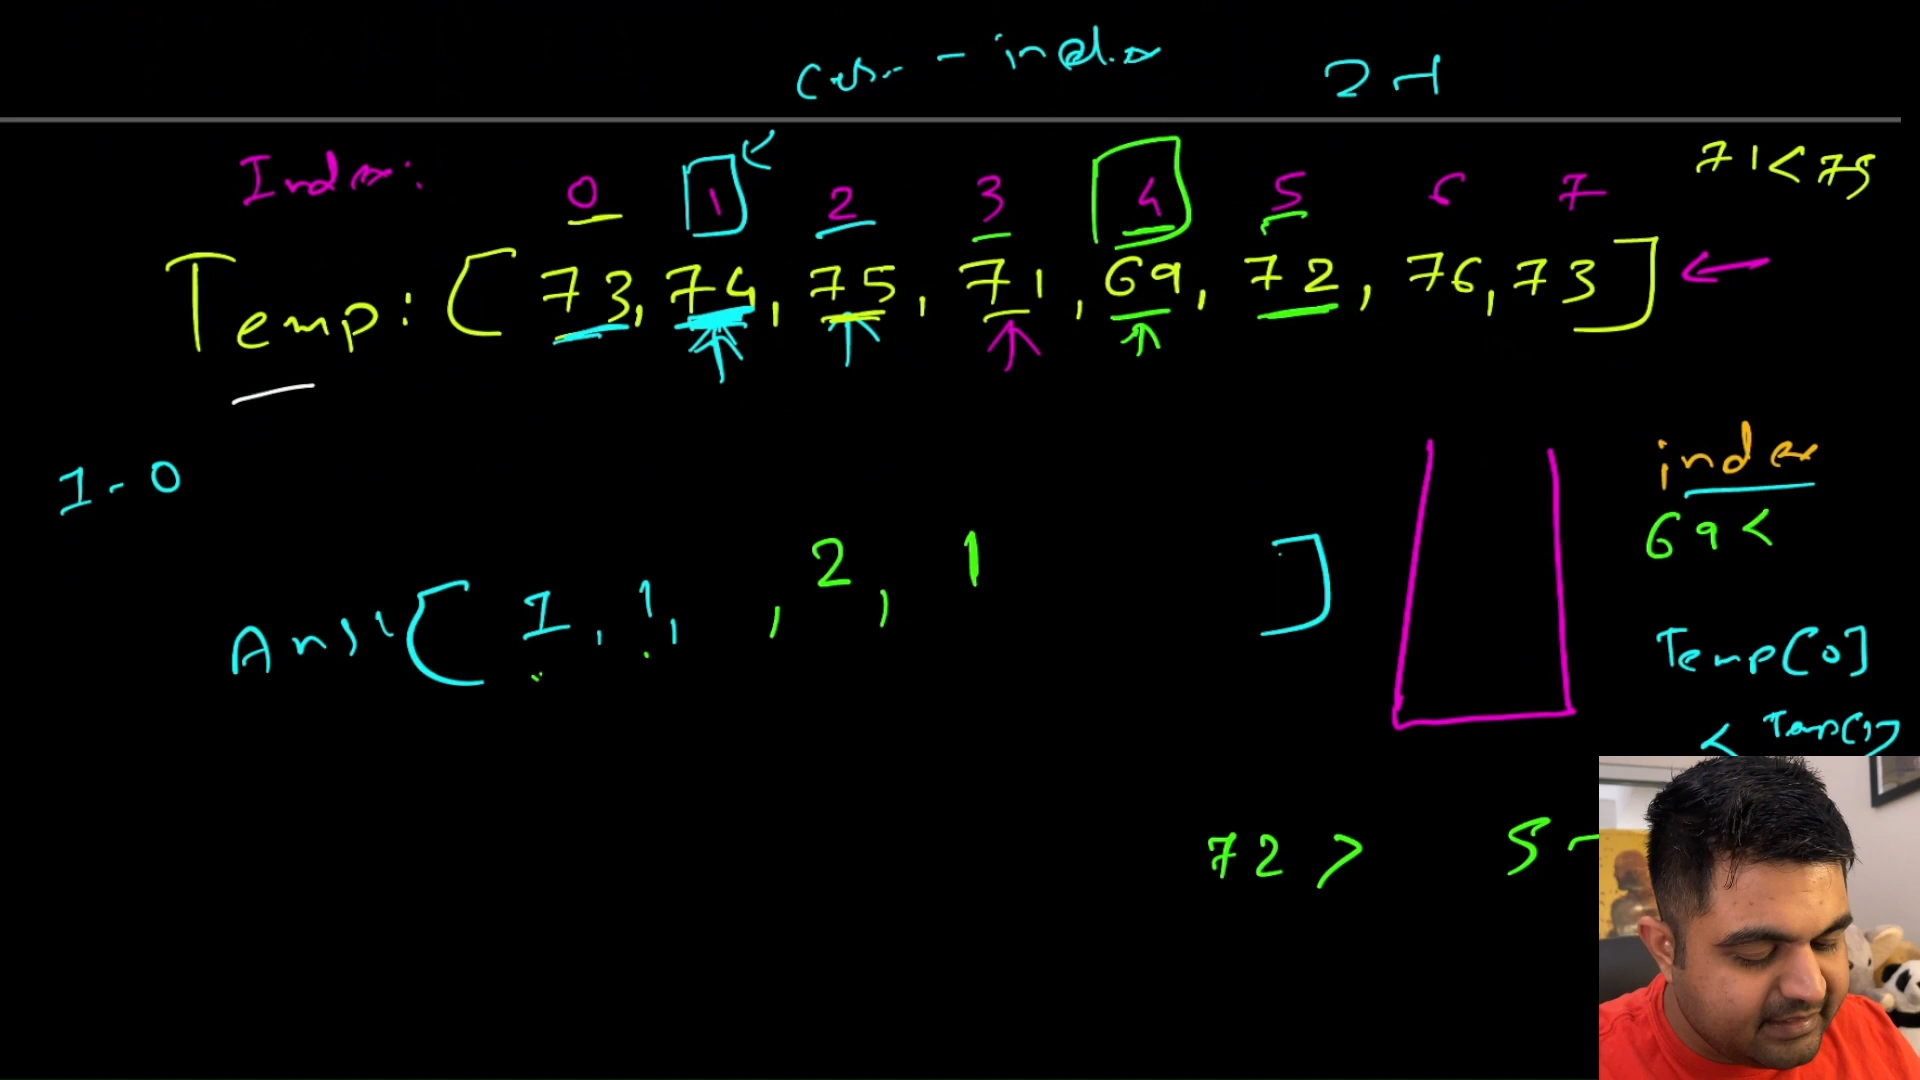 - index 2-1
Index: 0 1 2 3 4 5 6 7 71<75
Temp: [73, 74, 75, 71, 69, 72, 76, 73]
1-0
index
69<
Ans: [1, 1, , 2, 1 ]
Temp[0]
< Temp[1]
72 > 5-